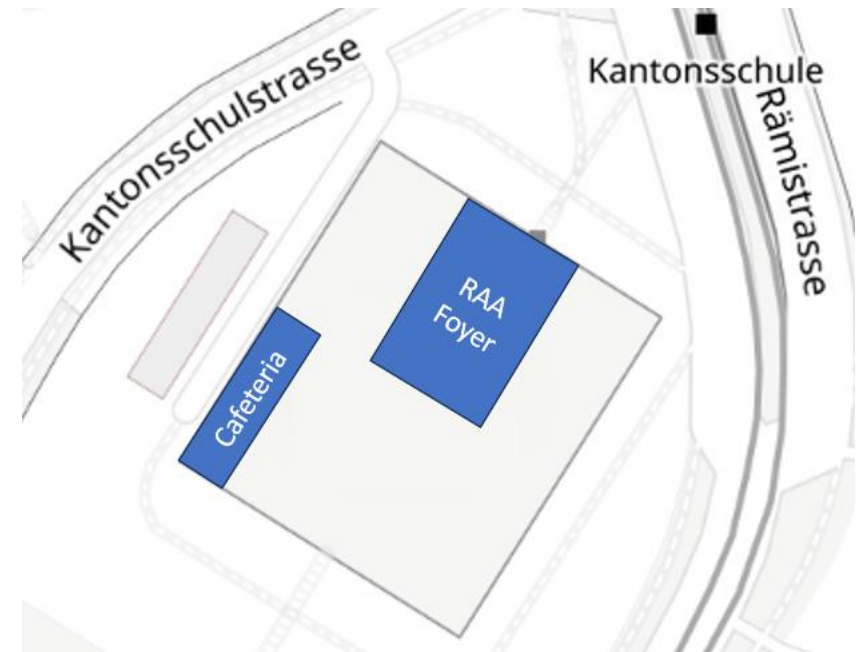 Kantonsschulstrasse
Kantonsschule
Rämistrasse
RAA
Foyer
Cafeteria